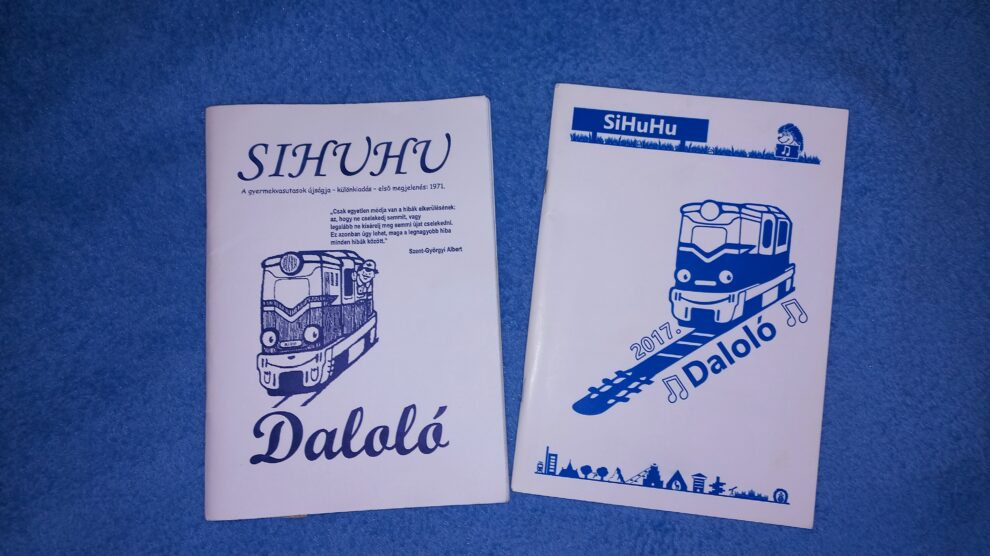 SIHUHU
A gyermekvasutasok újságja - különkiadás - első megjelenés: 1971.
„Csak egyetlen módja van a hibák elkerülésének:
az, hogy ne cselekedj semmit, vagy
legalább ne kísérelj meg semmi újat cselekedni.
Ez azonban úgy lehet, maga a legnagyobb hiba
minden hibák között."
Szent-Györgyi Albert
Daloló
SiHuHu
2017.
Daloló